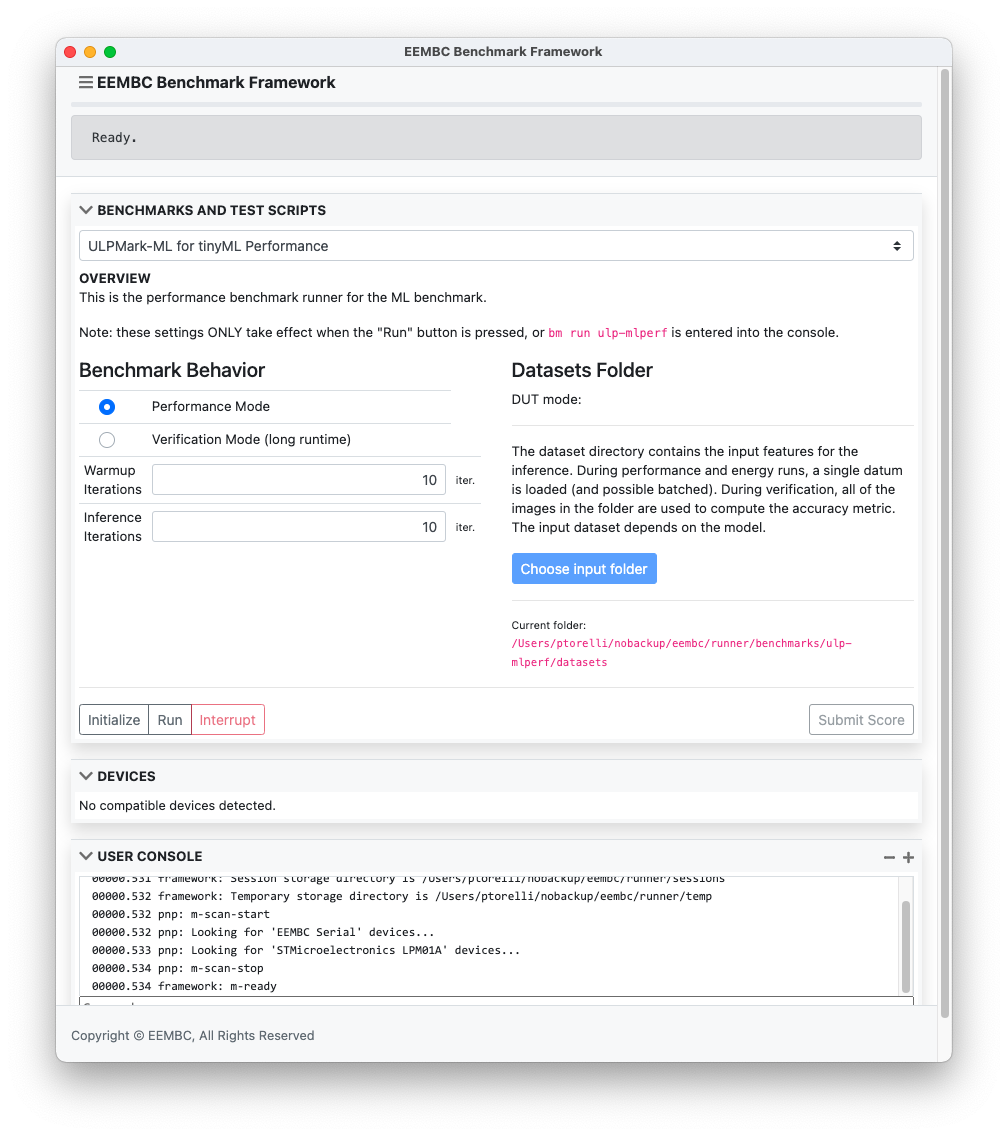 EEMBC Benchmark Framework
EEMBC Benchmark Framework
Ready.
BENCHMARKS AND TEST SCRIPTS
ULPMark-ML for tinyML Performance
OVERVIEW
This is the performance benchmark runner for the ML benchmark.
Note: these settings ONLY take effect when the "Run" button is pressed, or bm run ulp-mlperf is entered into the console.
Benchmark Behavior
Performance Mode
Verification Mode (long runtime)
Warmup
Iterations
10 iter.
Inference
Iterations
10 iter.
Datasets Folder
DUT mode:
The dataset directory contains the input features for the
inference. During performance and energy runs, a single datum
is loaded (and possible batched). During verification, all of the
images in the folder are used to compute the accuracy metric.
The input dataset depends on the model.
Choose input folder
Current folder:
/Users/ptorelli/nobackup/eembc/runner/benchmarks/ulp-
mlperf/datasets
Initialize Run Interrupt Submit Score
DEVICES
No compatible devices detected.
USER CONSOLE
00000.531 framework: Session storage directory is /Users/ptorelli/nobackup/eembc/runner/sessions
00000.532 framework: Temporary storage directory is /Users/ptorelli/nobackup/eembc/runner/temp
00000.532 pnp: m-scan-start
00000.532 pnp: Looking for 'EEMBC Serial' devices...
00000.533 pnp: Looking for 'STMicroelectronics LPM01A' devices...
00000.534 pnp: m-scan-stop
00000.534 framework: m-ready
Copyright © EEMBC, All Rights Reserved